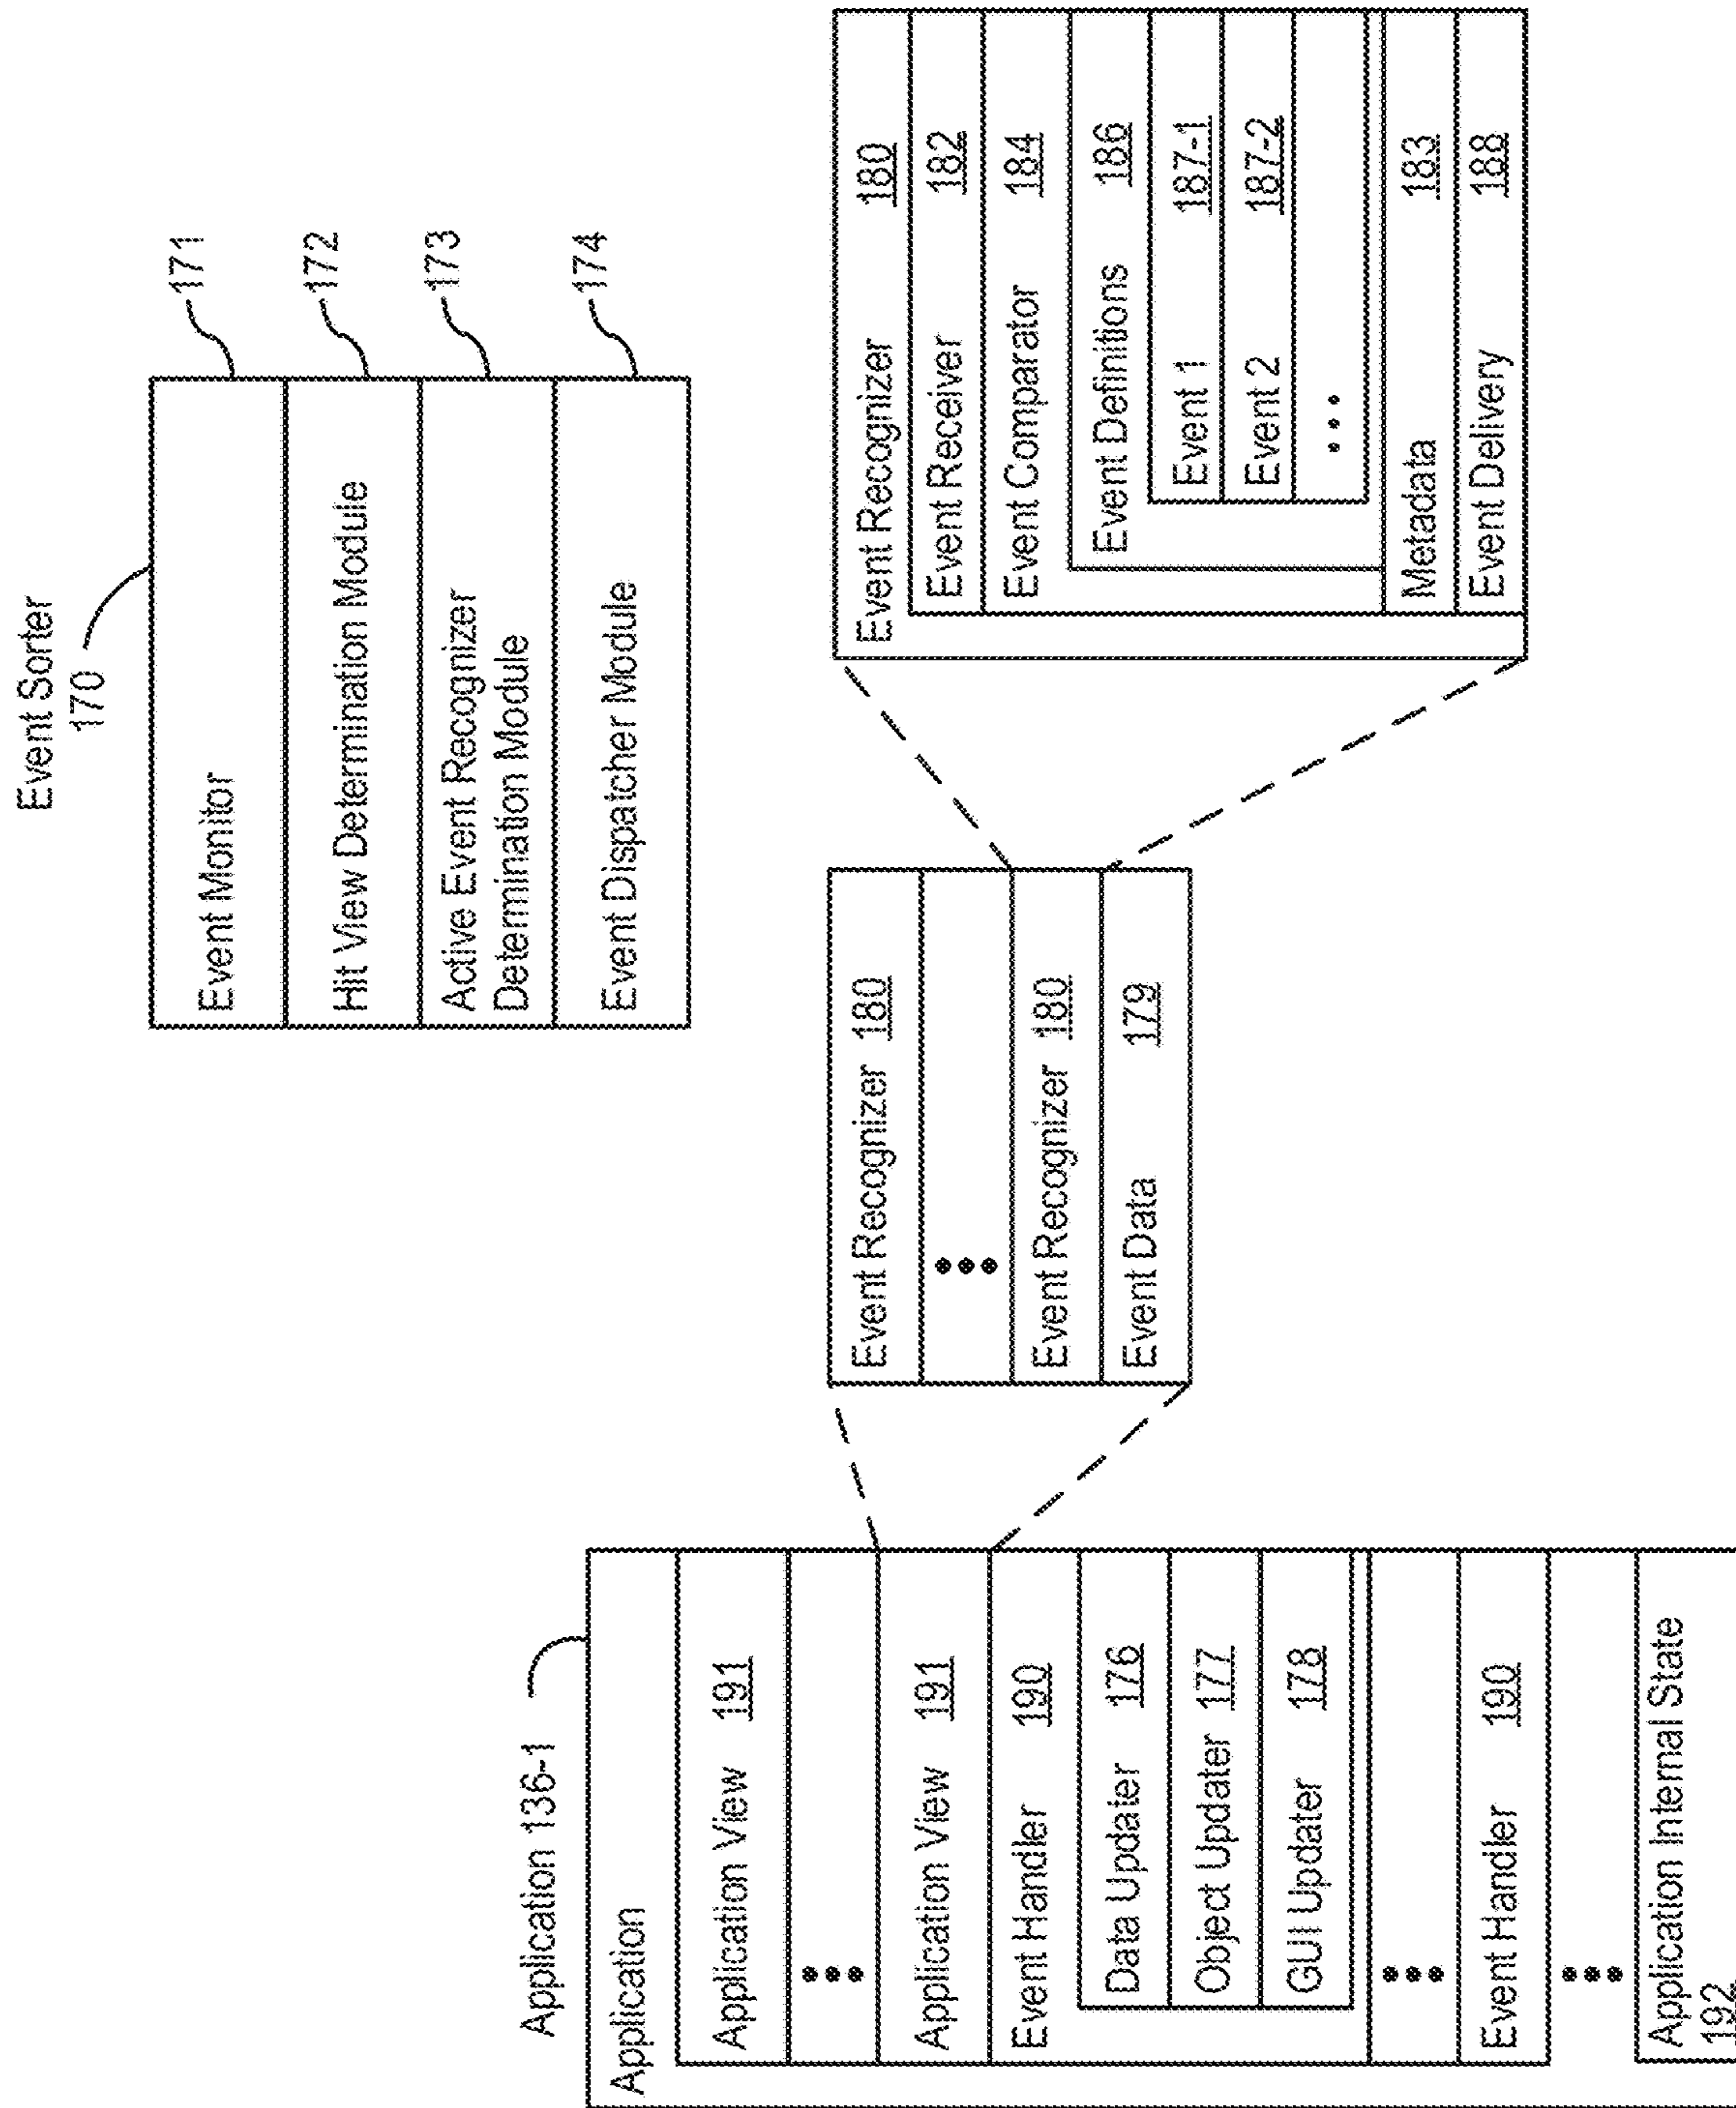 Event Sorter
170
Event Monitor
171
Hit View Determination Module
172
Active Event Recognizer
Determination Module
173
Event Dispatcher Module
174
Application 136-1
Application
Application View 191
Application View 191
Event Handler 190
Data Updater 176
Object Updater 177
GUI Updater 178
Event Handler 190
Application Internal State
192
Event Recognizer 180
Event Recognizer 180
Event Data 179
Event Recognizer 180
Event Receiver 182
Event Comparator 184
Event Definitions 186
Event 1 187-1
Event 2 187-2
Metadata 183
Event Delivery 188